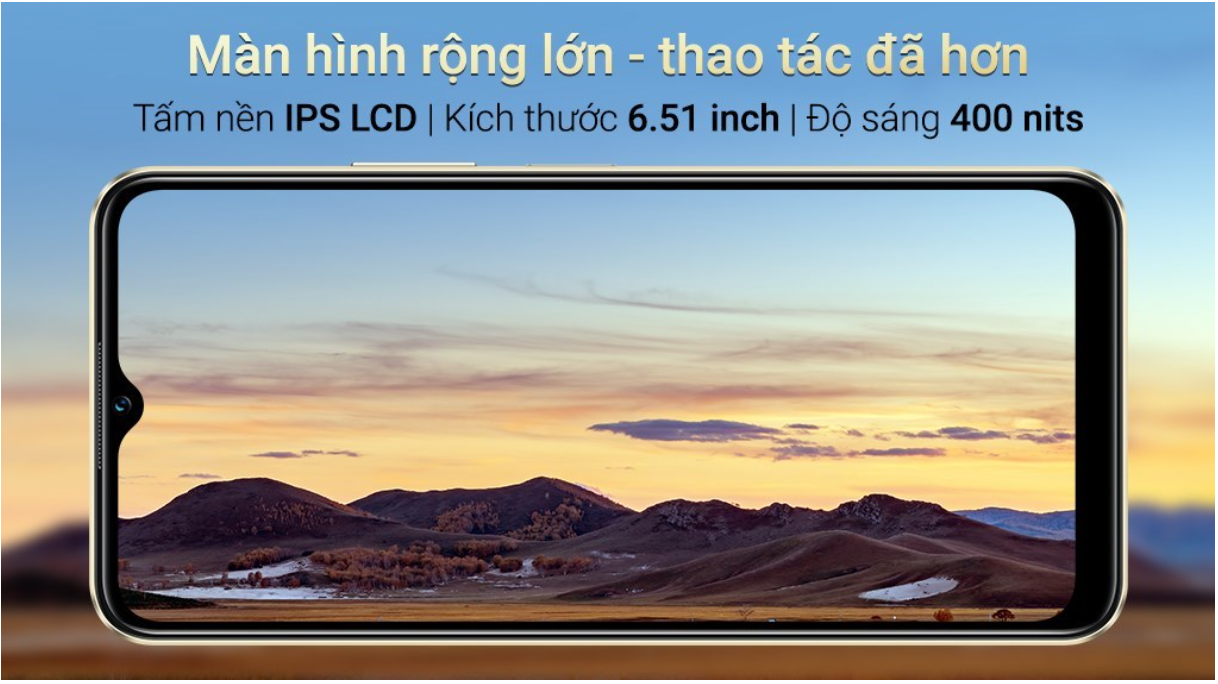 Màn hình rộng lớn - thao tác đã hơn
Tấm nền IPS LCD | Kích thước 6.51 inch | Độ sáng 400 nits